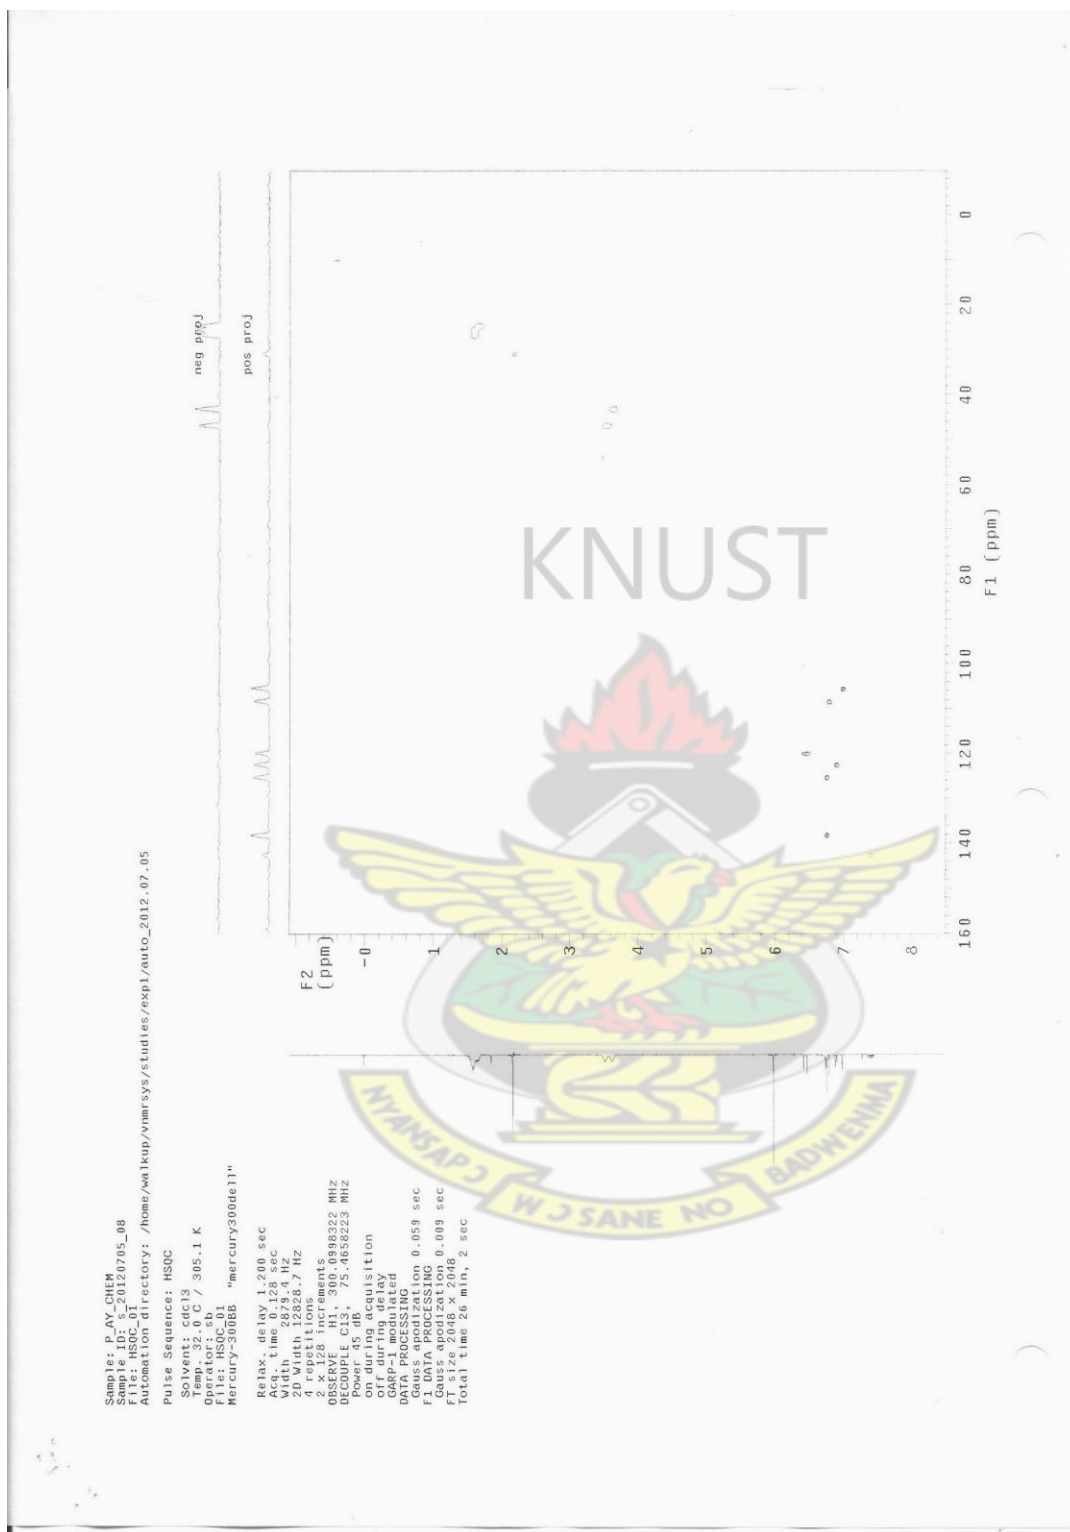 Sample: P_AY_CHEM
Sample ID: s_20120705_08
File: HSQC_01
Automation directory: /home/walkup/vnmrsys/studies/exp1/auto_2012.07.05
Pulse Sequence: HSQC
Solvent: cdcl3
Temp. 32.0 C / 305.1 K
Operator: sb
File: HSQC_01
Mercury-300BB "mercury300dell"
Relax. delay 1.200 sec
Acq. time 0.128 sec
Width 2879.4 Hz
2D Width 12828.7 Hz
4 repetitions
2 x 128 increments
OBSERVE H1, 300.0998322 MHz
DECOUPLE C13, 75.4658223 MHz
Power 45 dB
on during acquisition
off during delay
GARP-1 modulated
DATA PROCESSING
Gauss apodization 0.059 sec
F1 DATA PROCESSING
Gauss apodization 0.009 sec
FT size 2048 x 2048
Total time 26 min, 2 sec
neg proj
pos proj
F2
(ppm)
-0
1
2
3
4
5
6
7
8
160 140 120 100 80 60 40 20 0
F1 (ppm)
KNUST
NYANSAPƆ
WƆSANE NO
BADWENMA